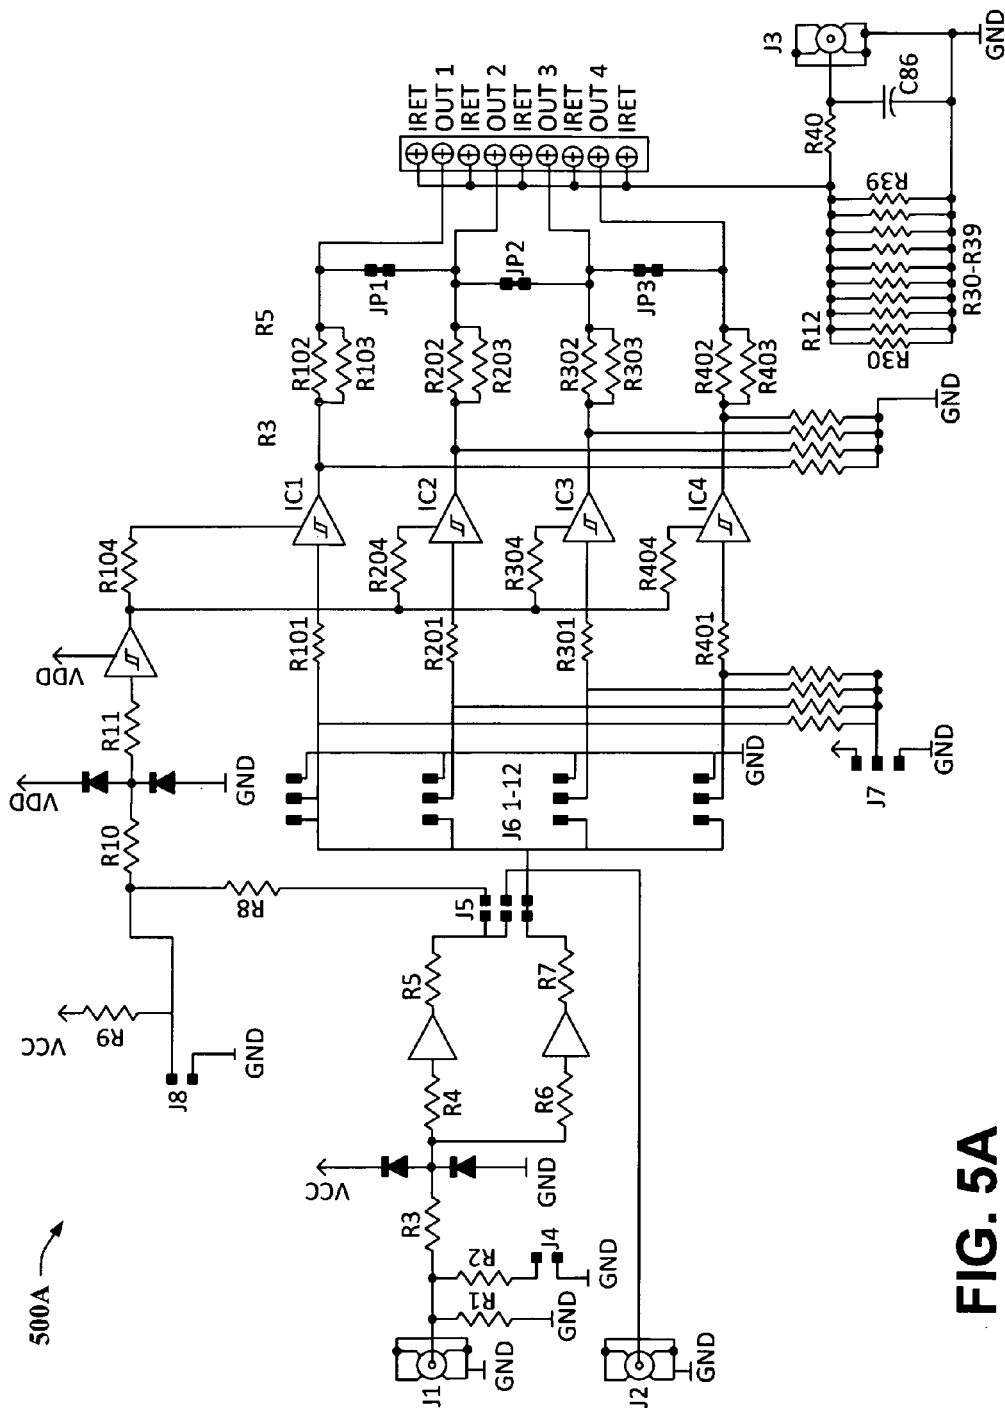 500A
J1
GND
R1
GND
R2
J4
GND
R3
VCC
GND
R4
R5
R6
R7
J2
GND
J8
GND
VCC
R9
R8
J5
R10
VDD
GND
R11
VDD
R104
J6 1-12
GND
J7
GND
R101
R201
R301
R401
R204
R304
R404
IC1
IC2
IC3
IC4
R3
R5
R102
R103
R202
R203
R302
R303
R402
R403
GND
JP1
JP2
JP3
IRET
OUT 1
IRET
OUT 2
IRET
OUT 3
IRET
OUT 4
IRET
R12
R30
R39
R30-R39
R40
C86
J3
GND
FIG. 5A